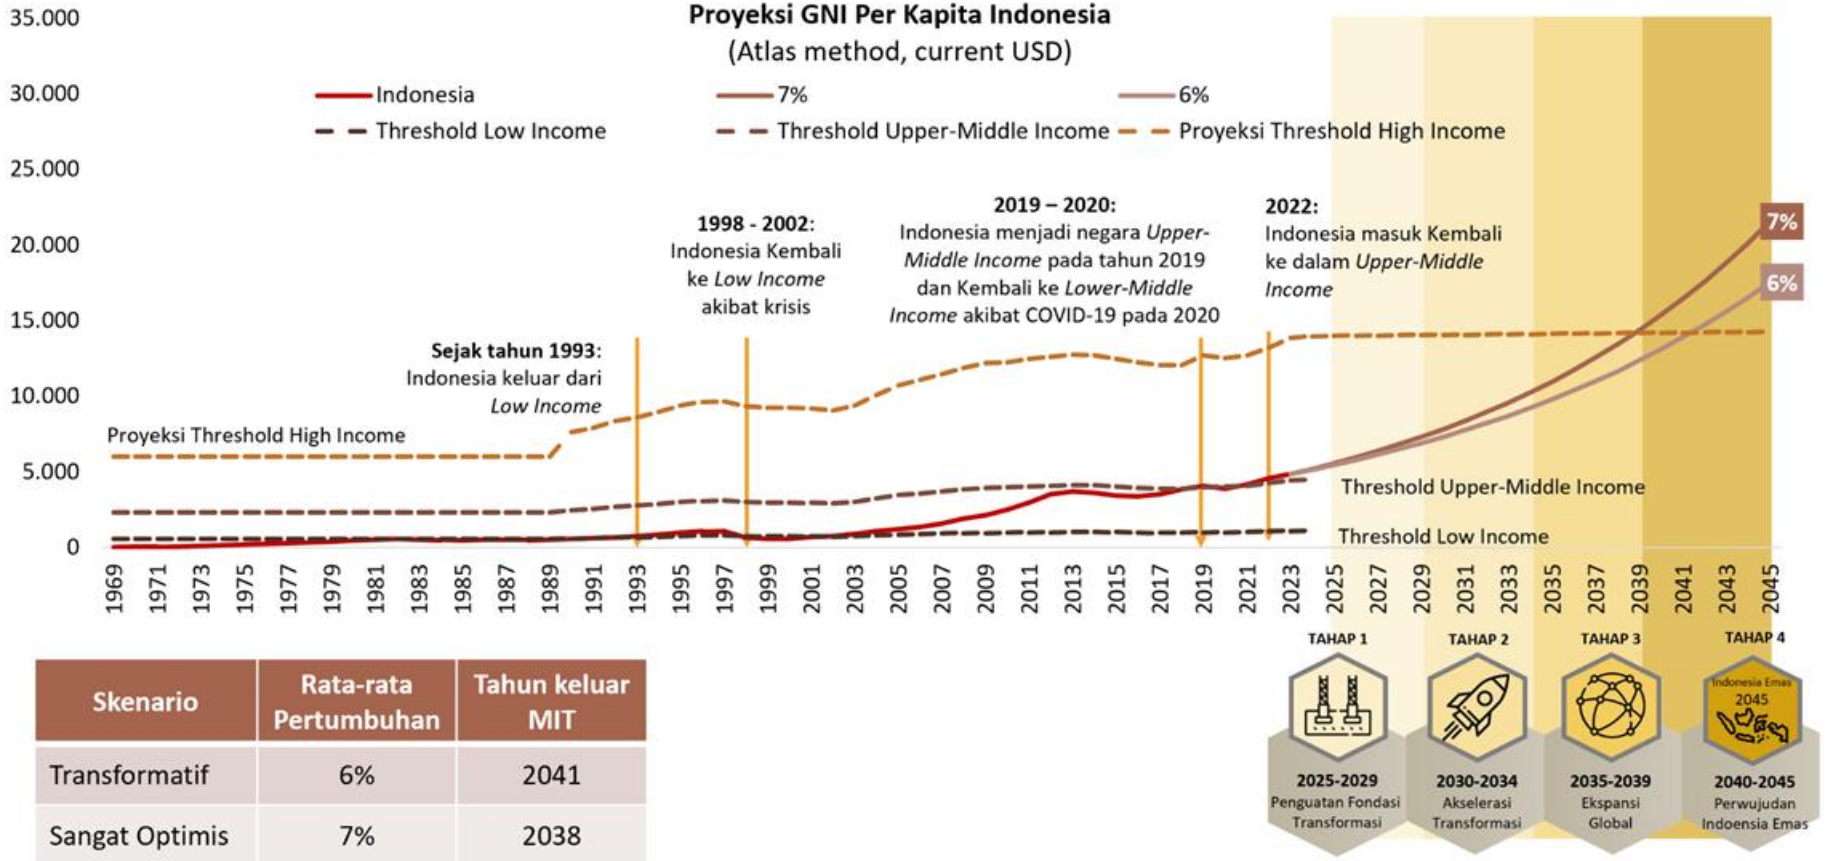 Proyeksi GNI Per Kapita Indonesia
(Atlas method, current USD)
Indonesia
7%
6%
Threshold Low Income
Threshold Upper-Middle Income
Proyeksi Threshold High Income
35.000
30.000
25.000
20.000
15.000
10.000
5.000
0
Sejak tahun 1993:
Indonesia keluar dari
Low Income
1998 - 2002:
Indonesia Kembali
ke Low Income
akibat krisis
2019 – 2020:
Indonesia menjadi negara Upper-
Middle Income pada tahun 2019
dan Kembali ke Lower-Middle
Income akibat COVID-19 pada 2020
2022:
Indonesia masuk Kembali
ke dalam Upper-Middle
Income
7%
6%
Proyeksi Threshold High Income
Threshold Upper-Middle Income
Threshold Low Income
1969
1971
1973
1975
1977
1979
1981
1983
1985
1987
1989
1991
1993
1995
1997
1999
2001
2003
2005
2007
2009
2011
2013
2015
2017
2019
2021
2023
2025
2027
2029
2031
2033
2035
2037
2039
2041
2043
2045
Skenario Rata-rata Pertumbuhan Tahun keluar MIT
Transformatif 6% 2041
Sangat Optimis 7% 2038
TAHAP 1
2025-2029
Penguatan Fondasi
Transformasi
TAHAP 2
2030-2034
Akselerasi
Transformasi
TAHAP 3
2035-2039
Ekspansi
Global
TAHAP 4
Indonesia Emas
2045
2040-2045
Perwujudan
Indoensia Emas